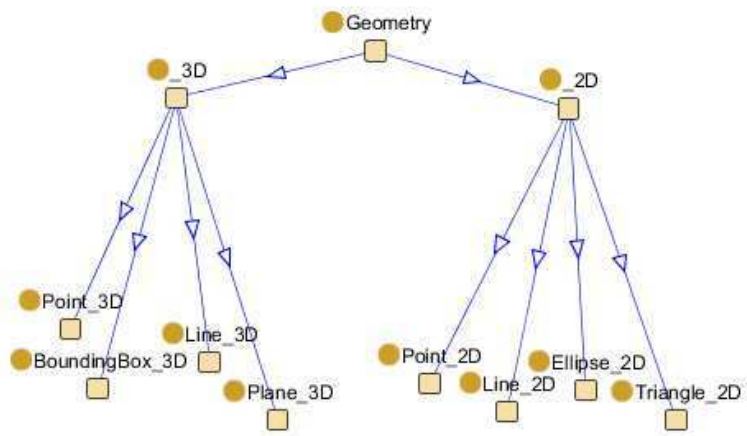 Geometry
_3D
_2D
Point_3D
Line_3D
BoundingBox_3D
Plane_3D
Point_2D
Ellipse_2D
Line_2D
Triangle_2D